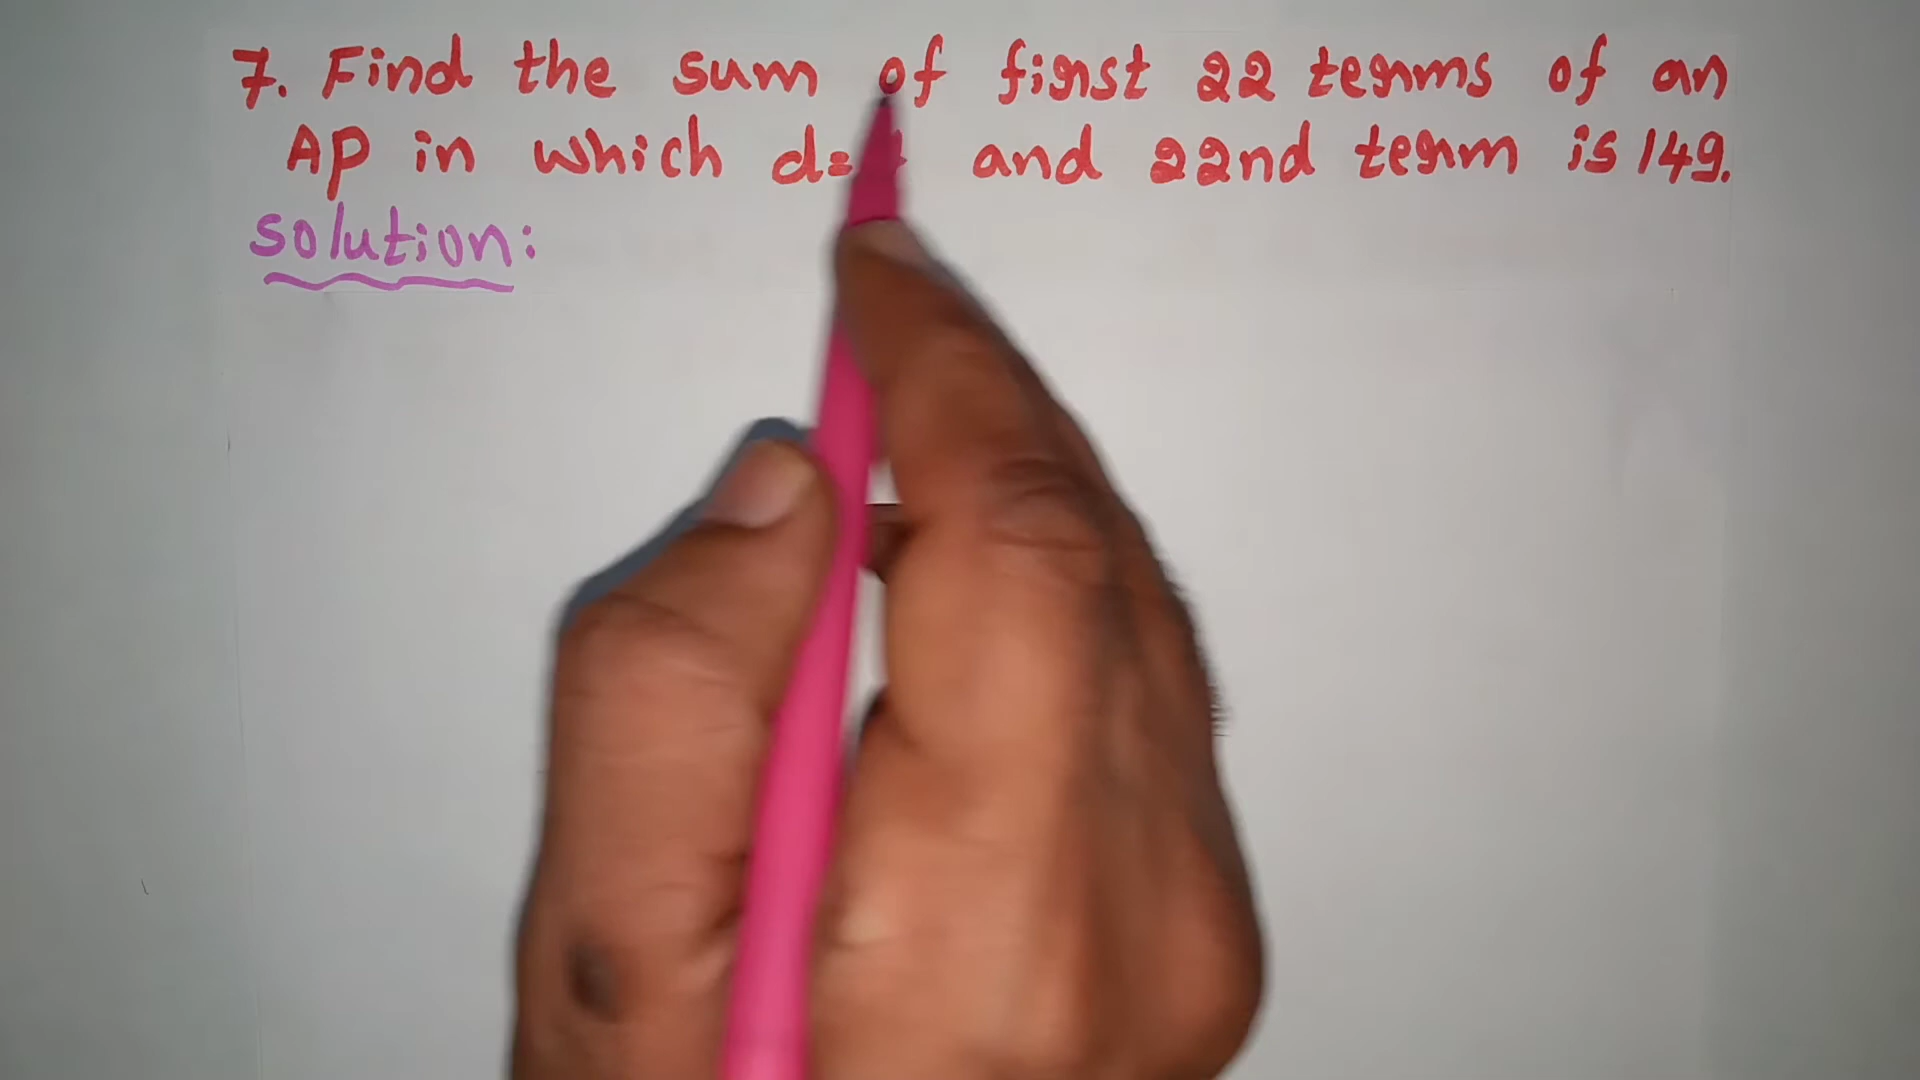 7. Find the sum of first 22 terms of an
AP in which d= and 22nd term is 149.
Solution: